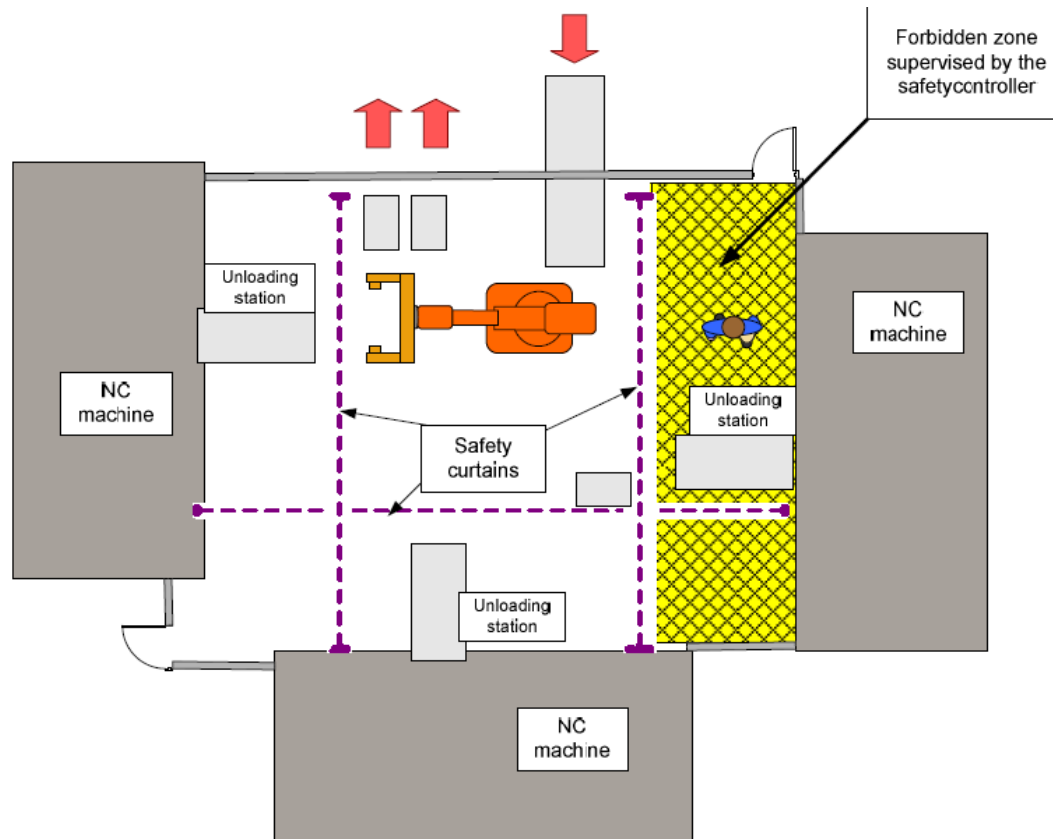 Forbidden zone
supervised by the
safetycontroller
Unloading
station
NC
machine
NC
machine
Unloading
station
Safety
curtains
Unloading
station
NC
machine